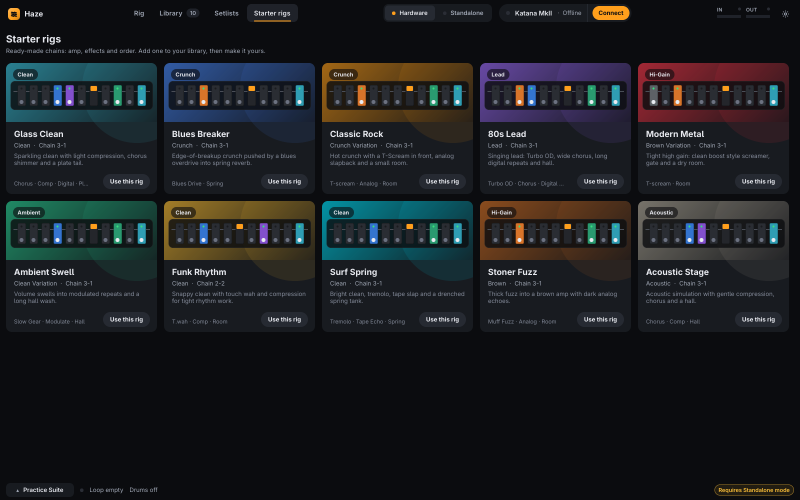 Haze
Rig
Library 10
Setlists
Starter rigs
Hardware
Standalone
Katana MkII · Offline
Connect
IN
OUT
Starter rigs
Ready-made chains: amp, effects and order. Add one to your library, then make it yours.
Clean
Glass Clean
Clean · Chain 3-1
Sparkling clean with light compression, chorus
shimmer and a plate tail.
Chorus · Comp · Digital · Pl...
Use this rig
Crunch
Blues Breaker
Crunch · Chain 3-1
Edge-of-breakup crunch pushed by a blues
overdrive into spring reverb.
Blues Drive · Spring
Use this rig
Crunch
Classic Rock
Crunch Variation · Chain 3-1
Hot crunch with a T-Scream in front, analog
slapback and a small room.
T-scream · Analog · Room
Use this rig
Lead
80s Lead
Lead · Chain 3-1
Singing lead: Turbo OD, wide chorus, long
digital repeats and hall.
Turbo OD · Chorus · Digital ...
Use this rig
Hi-Gain
Modern Metal
Brown Variation · Chain 3-1
Tight high gain: clean boost style screamer,
gate and a dry room.
T-scream · Room
Use this rig
Ambient
Ambient Swell
Clean Variation · Chain 3-1
Volume swells into modulated repeats and a
long hall wash.
Slow Gear · Modulate · Hall
Use this rig
Clean
Funk Rhythm
Clean · Chain 2-2
Snappy clean with touch wah and compression
for tight rhythm work.
T.wah · Comp · Room
Use this rig
Clean
Surf Spring
Clean · Chain 3-1
Bright clean, tremolo, tape slap and a drenched
spring tank.
Tremolo · Tape Echo · Spring
Use this rig
Hi-Gain
Stoner Fuzz
Brown · Chain 3-1
Thick fuzz into a brown amp with dark analog
echoes.
Muff Fuzz · Analog · Room
Use this rig
Acoustic
Acoustic Stage
Acoustic · Chain 3-1
Acoustic simulation with gentle compression,
chorus and a hall.
Chorus · Comp · Hall
Use this rig
Practice Suite
Loop empty
Drums off
Requires Standalone mode